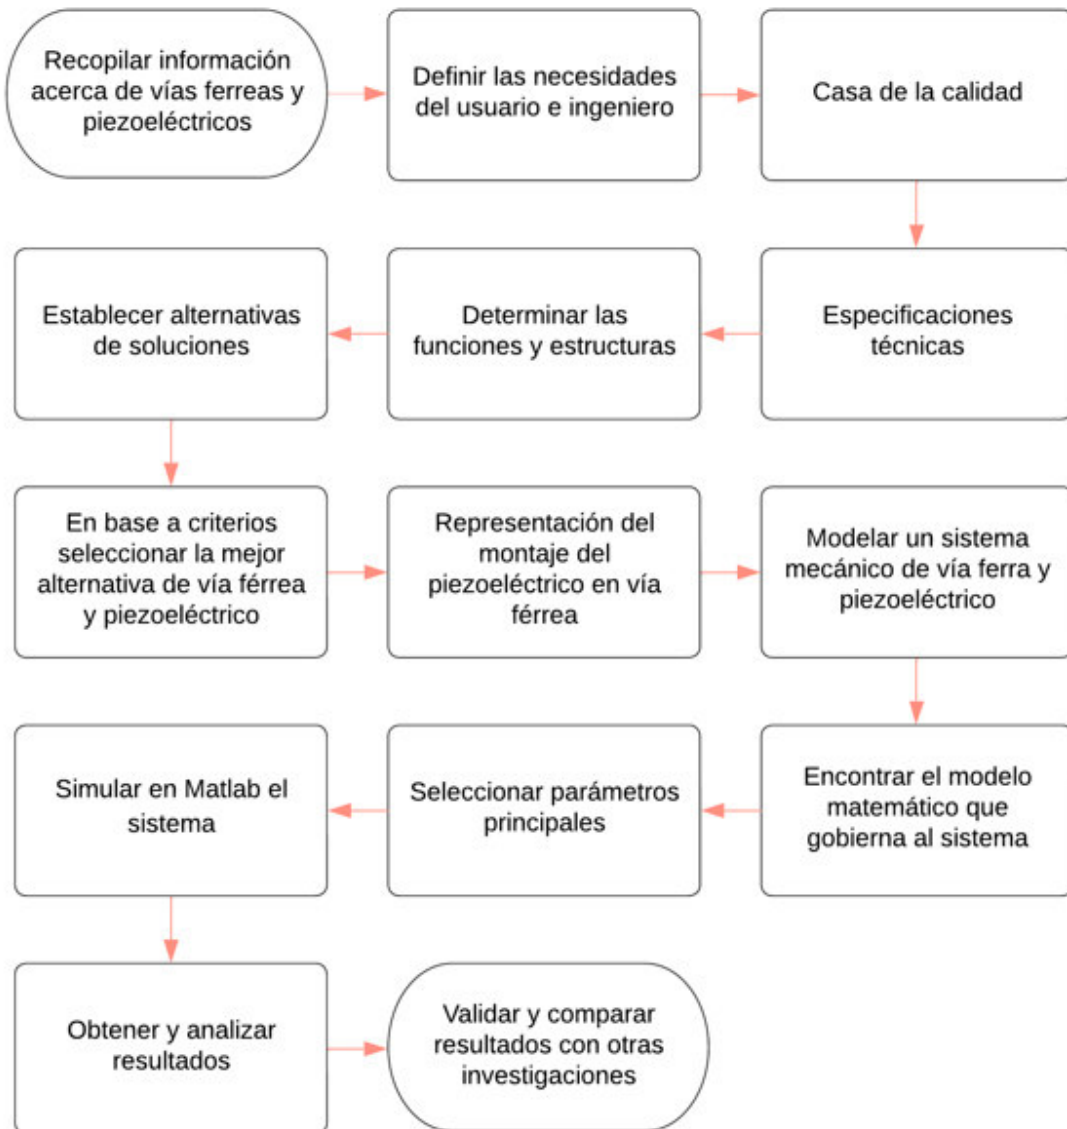 Recopilar información
acerca de vías ferreas y
piezoeléctricos
Definir las necesidades
del usuario e ingeniero
Casa de la calidad
Especificaciones
técnicas
Determinar las
funciones y estructuras
Establecer alternativas
de soluciones
En base a criterios
seleccionar la mejor
alternativa de vía férrea
y piezoeléctrico
Representación del
montaje del
piezoeléctrico en vía
férrea
Modelar un sistema
mecánico de vía ferra y
piezoeléctrico
Encontrar el modelo
matemático que
gobierna al sistema
Seleccionar parámetros
principales
Simular en Matlab el
sistema
Obtener y analizar
resultados
Validar y comparar
resultados con otras
investigaciones